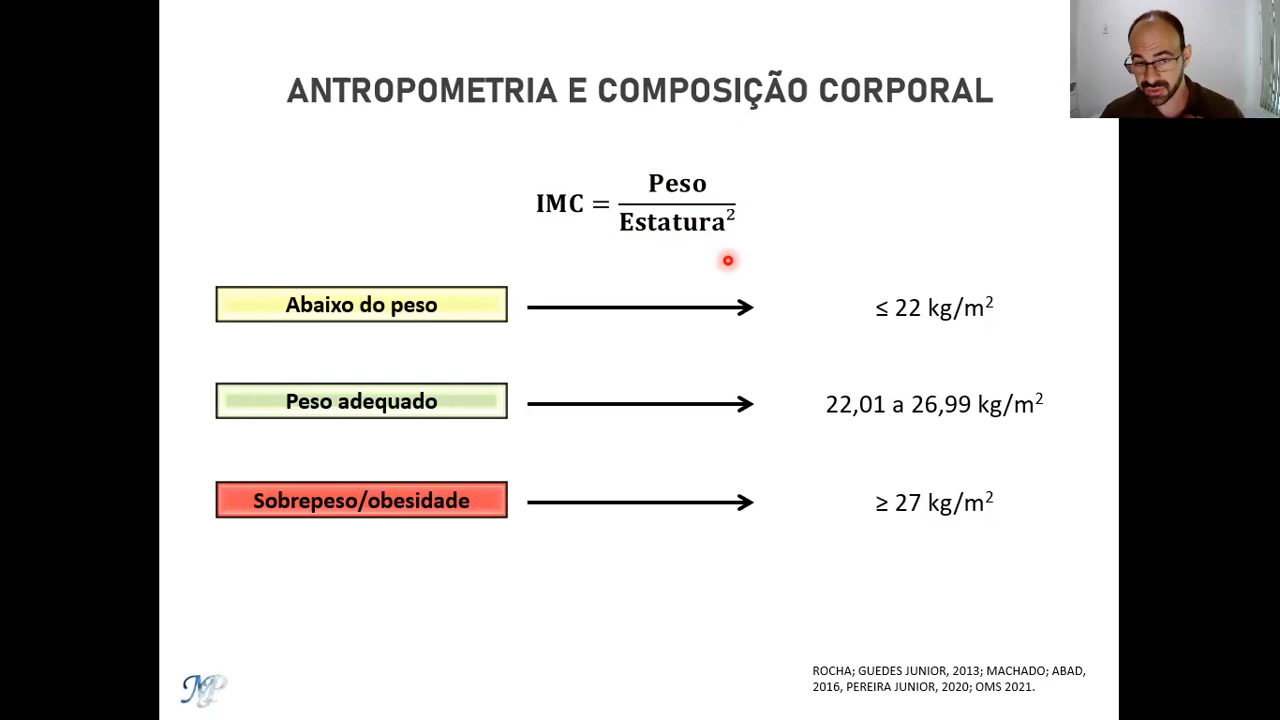 ANTROPOMETRIA E COMPOSIÇÃO CORPORAL
IMC = Peso / Estatura²
Abaixo do peso ≤ 22 kg/m²
Peso adequado 22,01 a 26,99 kg/m²
Sobrepeso/obesidade ≥ 27 kg/m²
ROCHA; GUEDES JUNIOR, 2013; MACHADO; ABAD,
2016, PEREIRA JUNIOR, 2020; OMS 2021.
MP